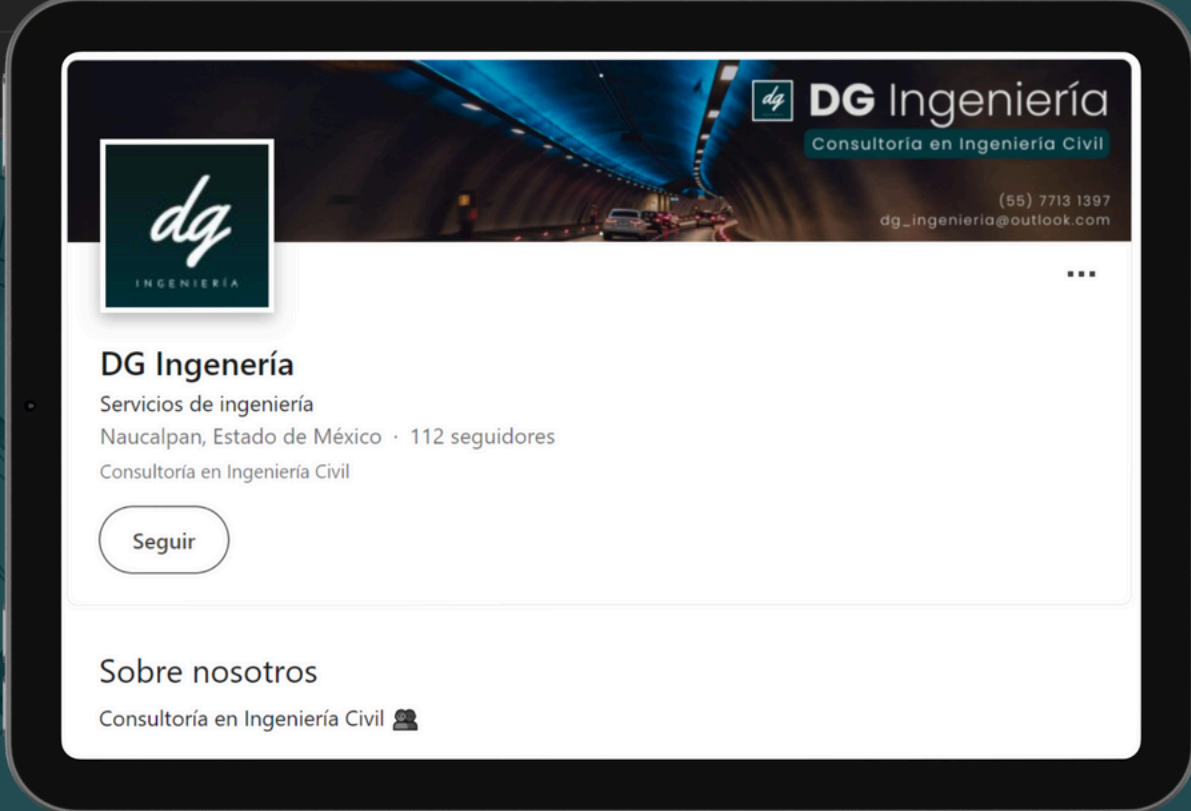 dg
DG Ingeniería
Consultoría en Ingeniería Civil
(55) 7713 1397
dg_ingenieria@outlook.com
dg
INGENIERÍA
DG Ingenería
Servicios de ingeniería
Naucalpan, Estado de México · 112 seguidores
Consultoría en Ingeniería Civil
Seguir
Sobre nosotros
Consultoría en Ingeniería Civil